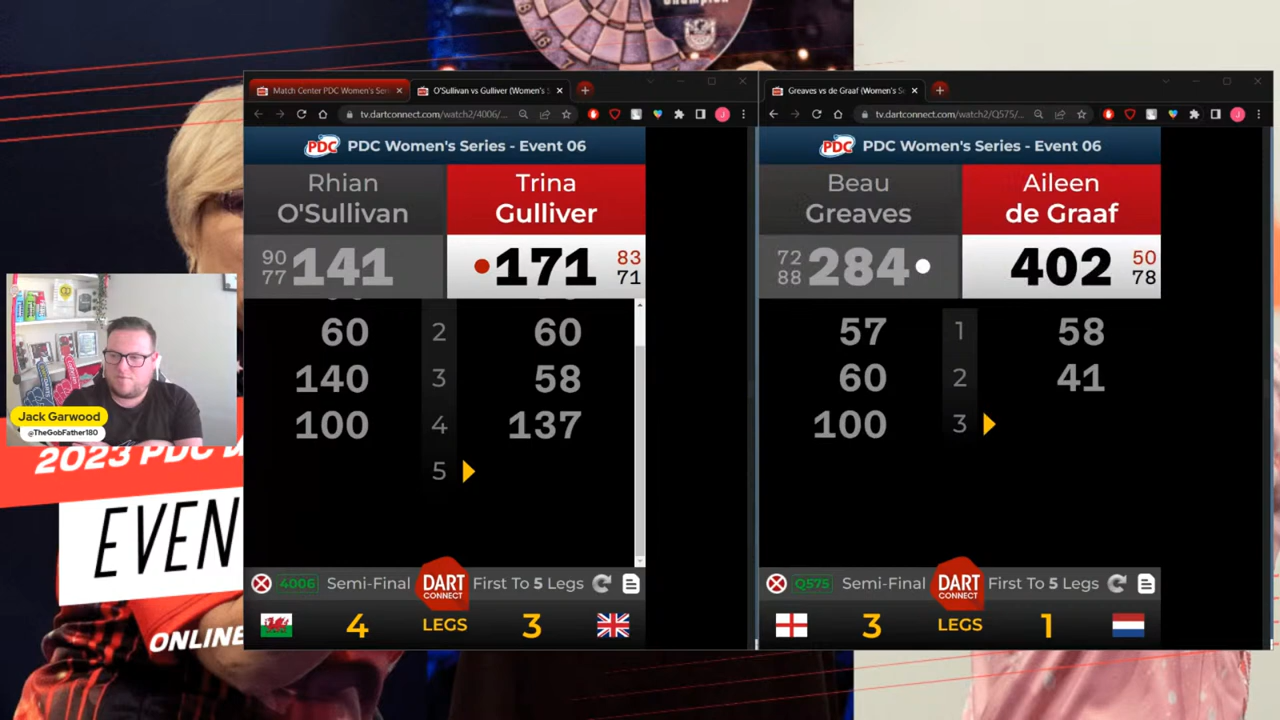 Match Center PDC Women's Seri
O'Sullivan vs Gulliver (Women's S
tv.dartconnect.com/watch2/4006/...
PDC
PDC Women's Series - Event 06
Rhian
O'Sullivan
Trina
Gulliver
90
77
141
171
83
71
60
2
60
140
3
58
100
4
137
5
4006
Semi-Final
DART
CONNECT
First To 5 Legs
4
LEGS
3
Greaves vs de Graaf (Women's S
tv.dartconnect.com/watch2/Q575/...
PDC
PDC Women's Series - Event 06
Beau
Greaves
Aileen
de Graaf
72
88
284
402
50
78
57
1
58
60
2
41
100
3
Q575
Semi-Final
DART
CONNECT
First To 5 Legs
3
LEGS
1
Jack Garwood
@TheGobFather180
2023 PDC W
EVEN
ONLINE